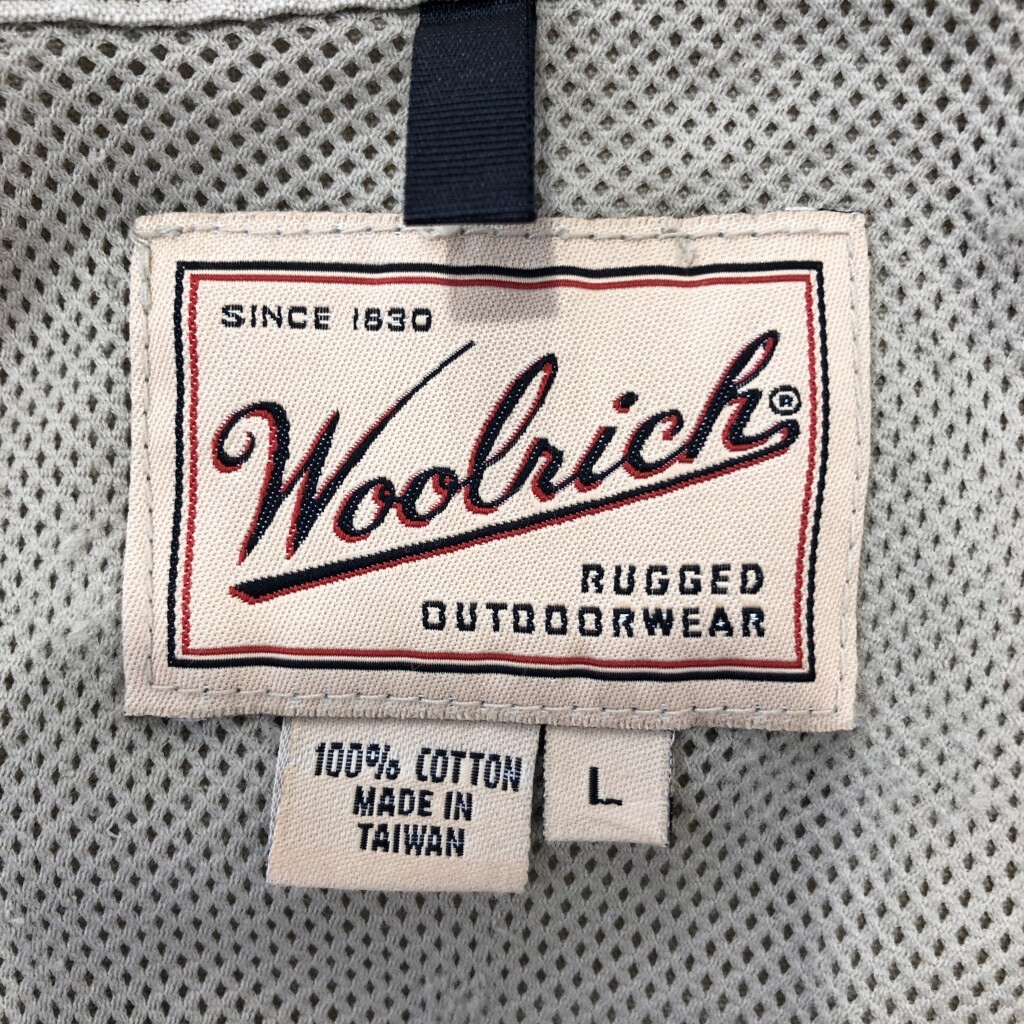 SINCE 1830
Woolrich®
RUGGED
OUTDOORWEAR
100% COTTON
MADE IN
TAIWAN
L